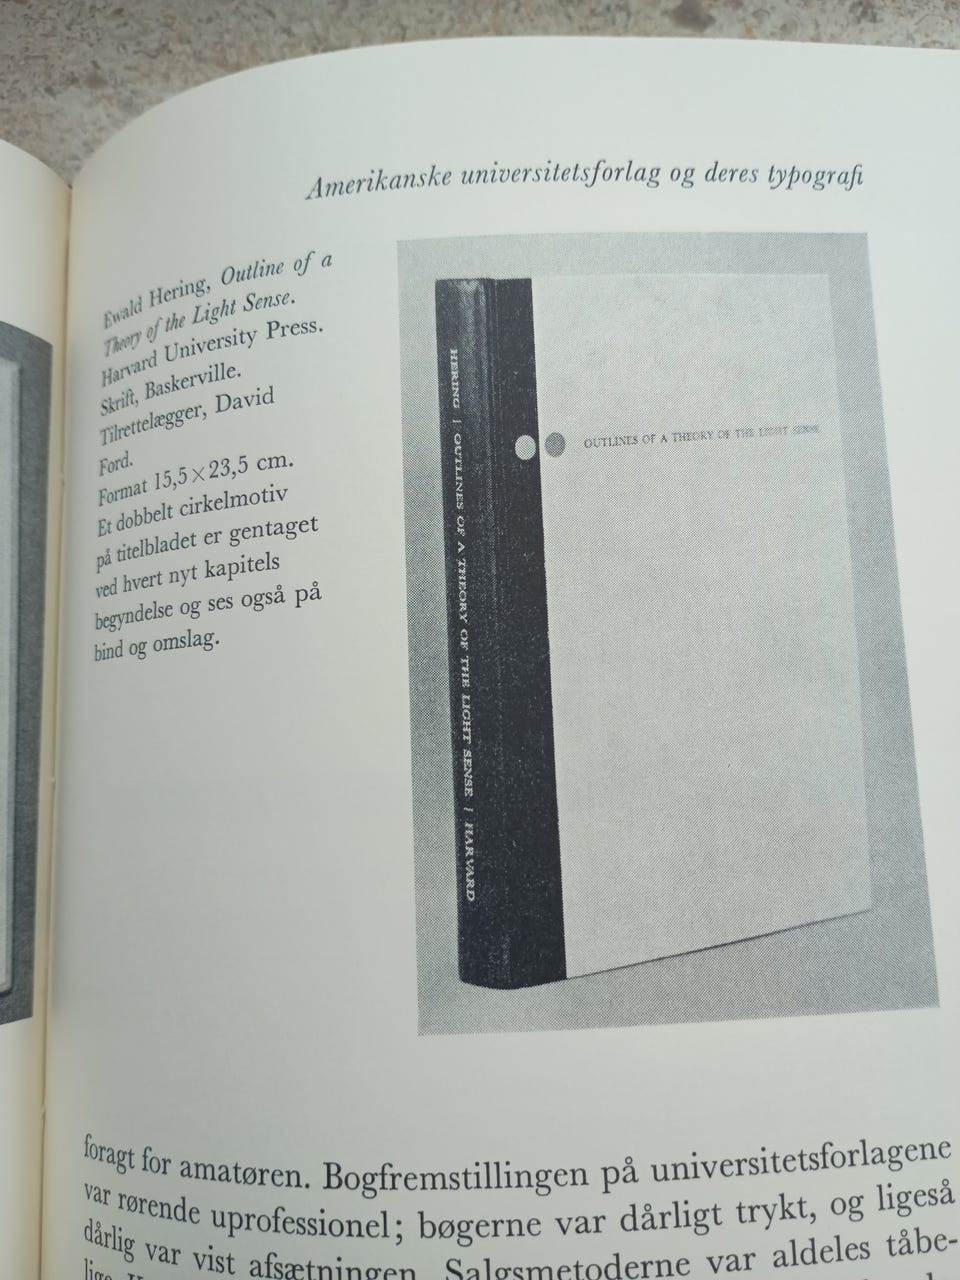 Amerikanske universitetsforlag og deres typografi
Ewald Hering, Outline of a
Theory of the Light Sense.
Harvard University Press.
Skrift, Baskerville.
Tilrettelægger, David
Ford.
Format 15,5×23,5 cm.
Et dobbelt cirkelmotiv
på titelbladet er gentaget
ved hvert nyt kapitels
begyndelse og ses også på
bind og omslag.
HERING | OUTLINES OF A THEORY OF THE LIGHT SENSE | HARVARD
OUTLINES OF A THEORY OF THE LIGHT SENSE
foragt for amatøren. Bogfremstillingen på universitetsforlagene
var rørende uprofessionel; bøgerne var dårligt trykt, og ligeså
dårlig var vist afsætningen. Salgsmetoderne var aldeles tåbe-